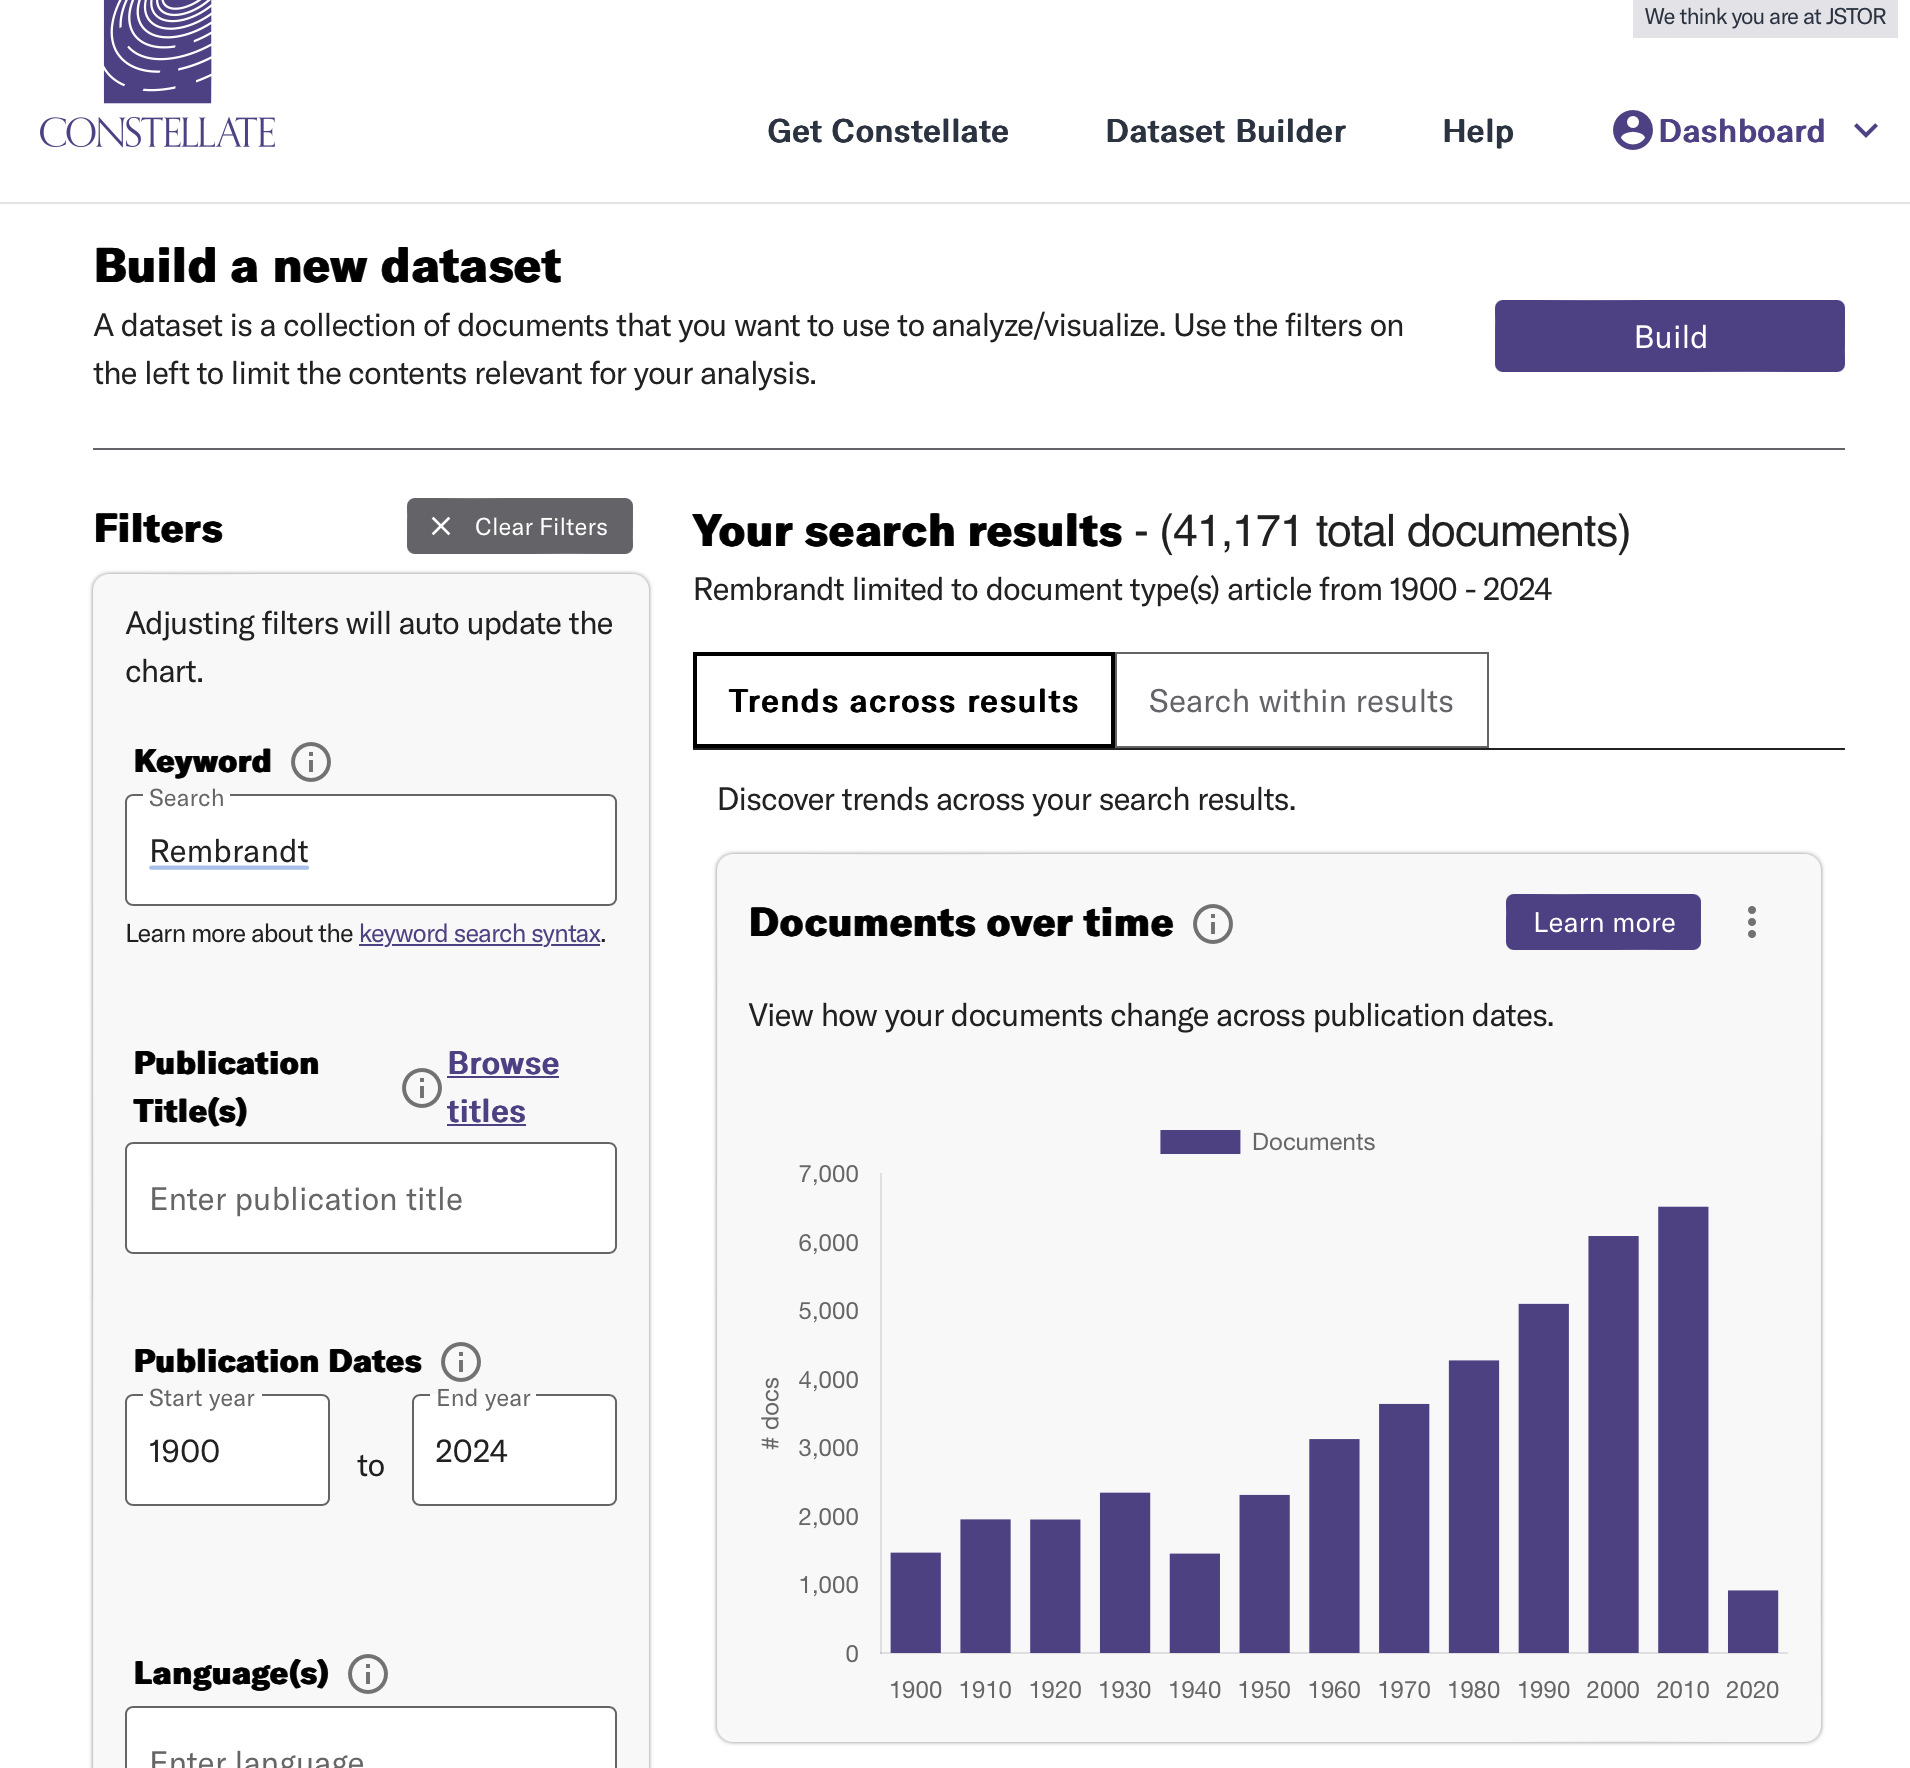 We think you are at JSTOR
CONSTELLATE
Get Constellate
Dataset Builder
Help
Dashboard
Build a new dataset
A dataset is a collection of documents that you want to use to analyze/visualize. Use the filters on
the left to limit the contents relevant for your analysis.
Build
Filters
Clear Filters
Adjusting filters will auto update the
chart.
Keyword
Search
Rembrandt
Learn more about the keyword search syntax.
Publication
Title(s)
Browse
titles
Enter publication title
Publication Dates
Start year
1900
to
End year
2024
Language(s)
Enter language
Your search results - (41,171 total documents)
Rembrandt limited to document type(s) article from 1900 - 2024
Trends across results
Search within results
Discover trends across your search results.
Documents over time
Learn more
View how your documents change across publication dates.
Documents
# docs
7,000
6,000
5,000
4,000
3,000
2,000
1,000
0
1900 1910 1920 1930 1940 1950 1960 1970 1980 1990 2000 2010 2020